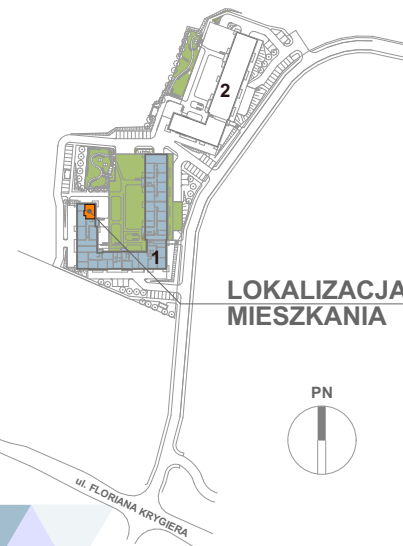 2
1
LOKALIZACJA
MIESZKANIA
PN
ul. FLORIANA KRYGIERA